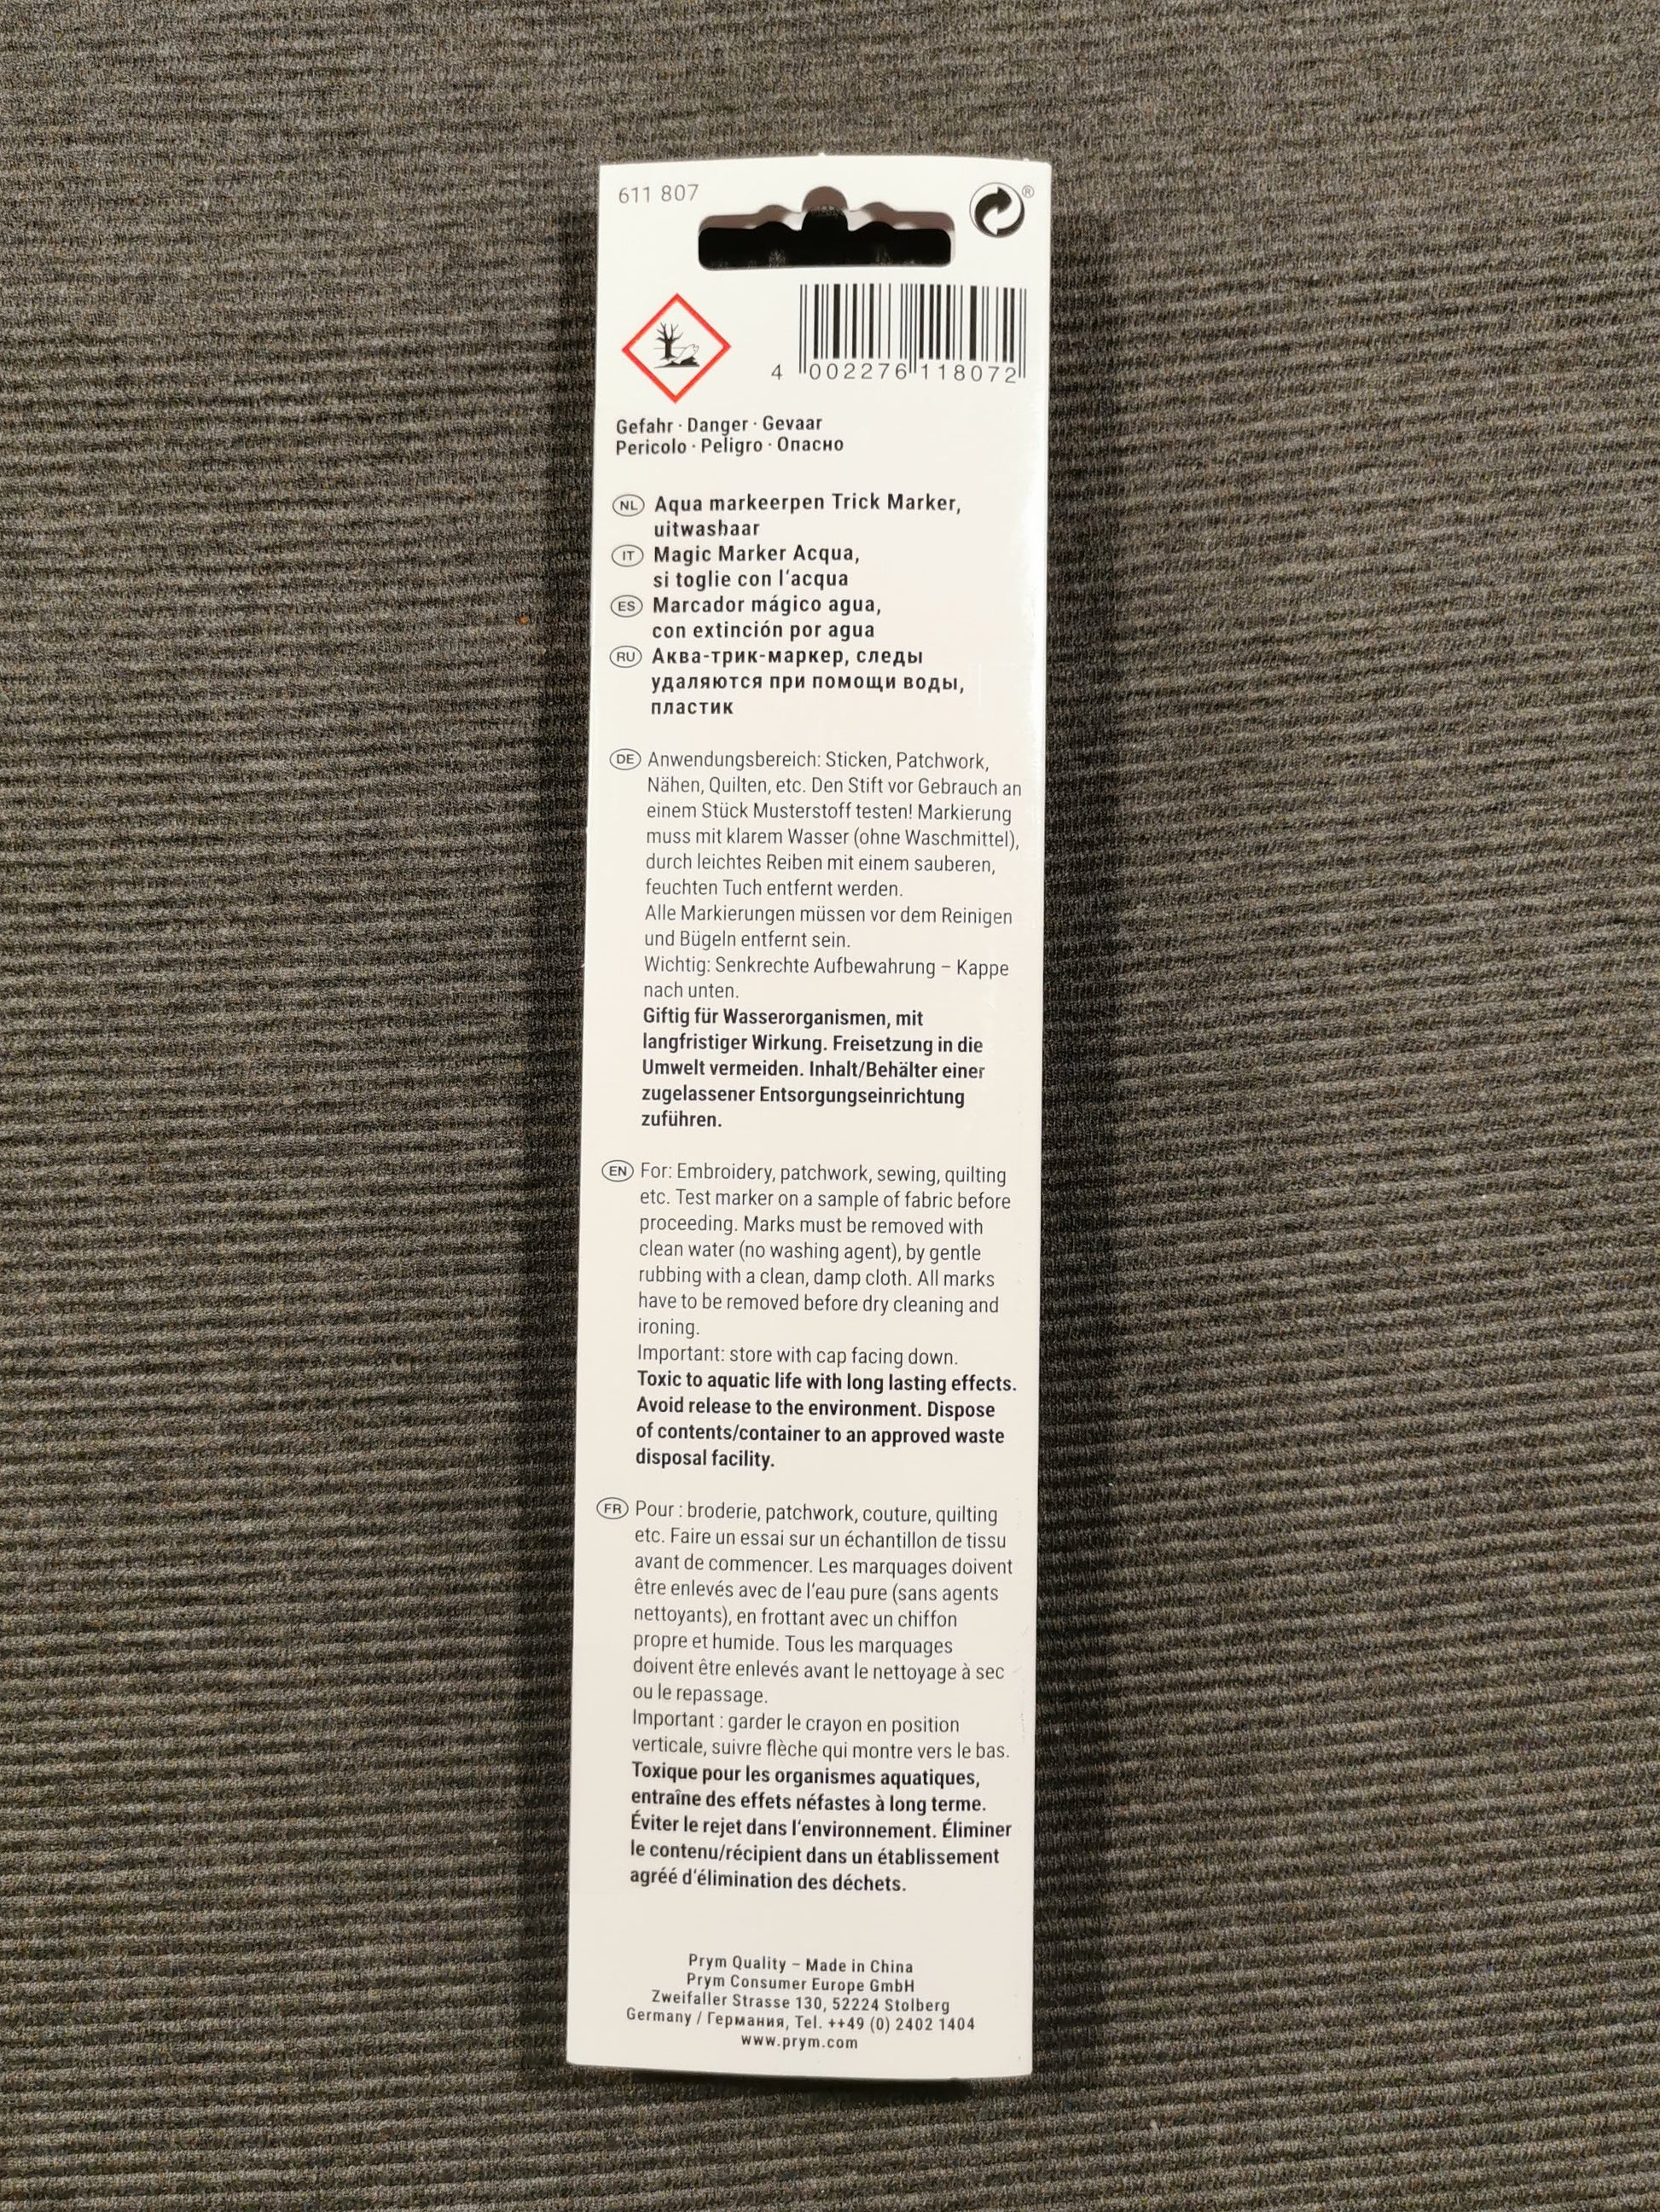 611 807
®
4 002276 118072
Gefahr · Danger · Gevaar
Pericolo · Peligro · Опасно
NL Aqua markeerpen Trick Marker,
uitwasbaar
IT Magic Marker Acqua,
si toglie con l'acqua
ES Marcador mágico agua,
con extinción por agua
RU Аква-трик-маркер, следы
удаляются при помощи воды,
пластик
DE Anwendungsbereich: Sticken, Patchwork,
Nähen, Quilten, etc. Den Stift vor Gebrauch an
einem Stück Musterstoff testen! Markierung
muss mit klarem Wasser (ohne Waschmittel),
durch leichtes Reiben mit einem sauberen,
feuchten Tuch entfernt werden.
Alle Markierungen müssen vor dem Reinigen
und Bügeln entfernt sein.
Wichtig: Senkrechte Aufbewahrung – Kappe
nach unten.
Giftig für Wasserorganismen, mit
langfristiger Wirkung. Freisetzung in die
Umwelt vermeiden. Inhalt/Behälter einer
zugelassener Entsorgungseinrichtung
zuführen.
EN For: Embroidery, patchwork, sewing, quilting
etc. Test marker on a sample of fabric before
proceeding. Marks must be removed with
clean water (no washing agent), by gentle
rubbing with a clean, damp cloth. All marks
have to be removed before dry cleaning and
ironing.
Important: store with cap facing down.
Toxic to aquatic life with long lasting effects.
Avoid release to the environment. Dispose
of contents/container to an approved waste
disposal facility.
FR Pour : broderie, patchwork, couture, quilting
etc. Faire un essai sur un échantillon de tissu
avant de commencer. Les marquages doivent
être enlevés avec de l'eau pure (sans agents
nettoyants), en frottant avec un chiffon
propre et humide. Tous les marquages
doivent être enlevés avant le nettoyage à sec
ou le repassage.
Important : garder le crayon en position
verticale, suivre flèche qui montre vers le bas.
Toxique pour les organismes aquatiques,
entraîne des effets néfastes à long terme.
Éviter le rejet dans l'environnement. Éliminer
le contenu/récipient dans un établissement
agréé d'élimination des déchets.
Prym Quality – Made in China
Prym Consumer Europe GmbH
Zweifaller Strasse 130, 52224 Stolberg
Germany / Германия, Tel. ++49 (0) 2402 1404
www.prym.com